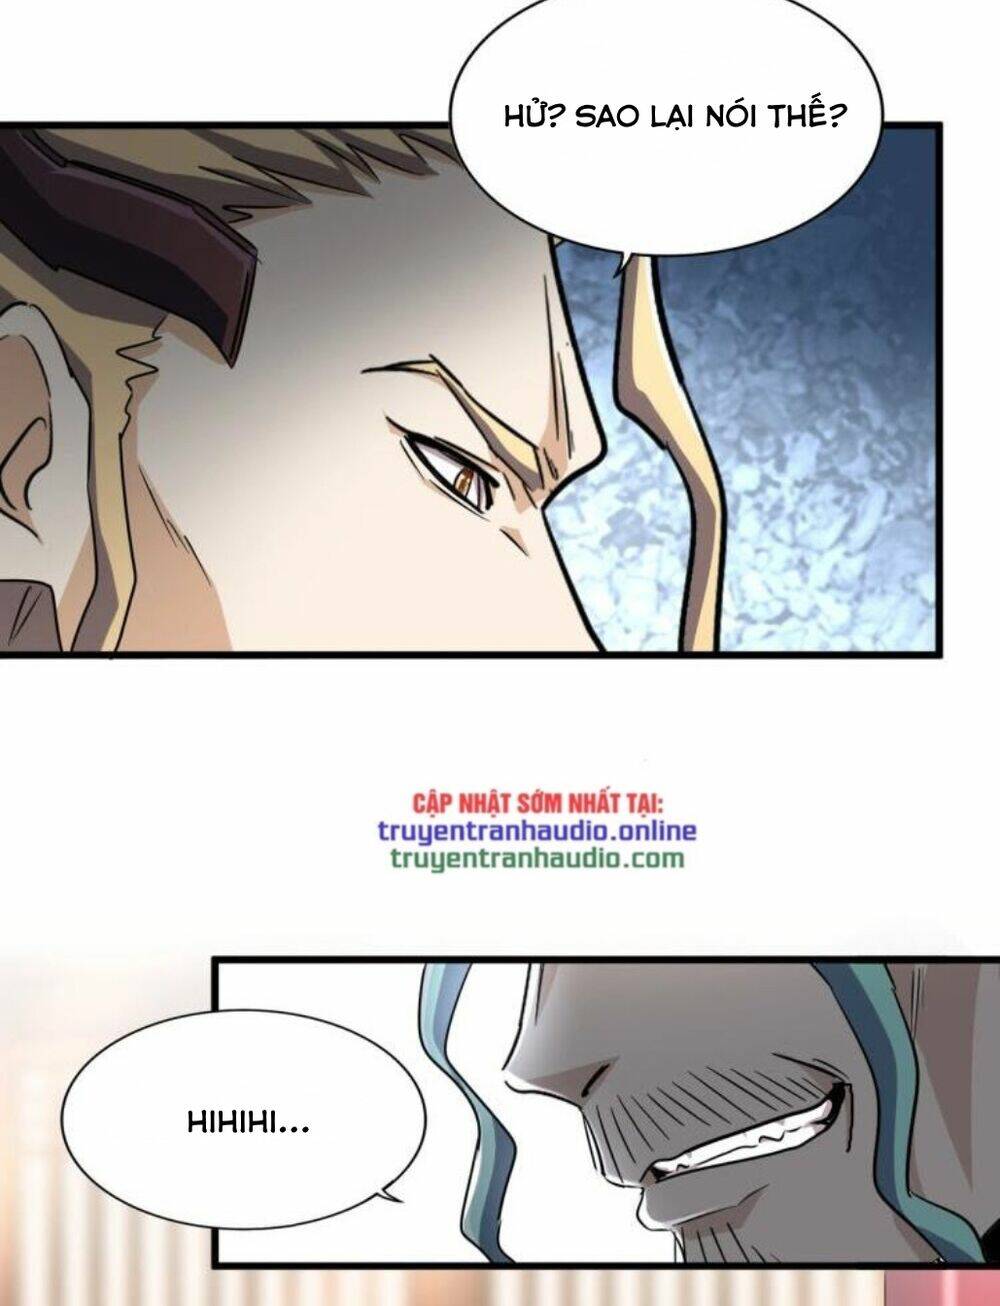 HỬ? SAO LẠI NÓI THẾ?
CẬP NHẬT SỚM NHẤT TẠI:
truyentranhaudio.online
truyentranhaudio.com
HIHIHI...